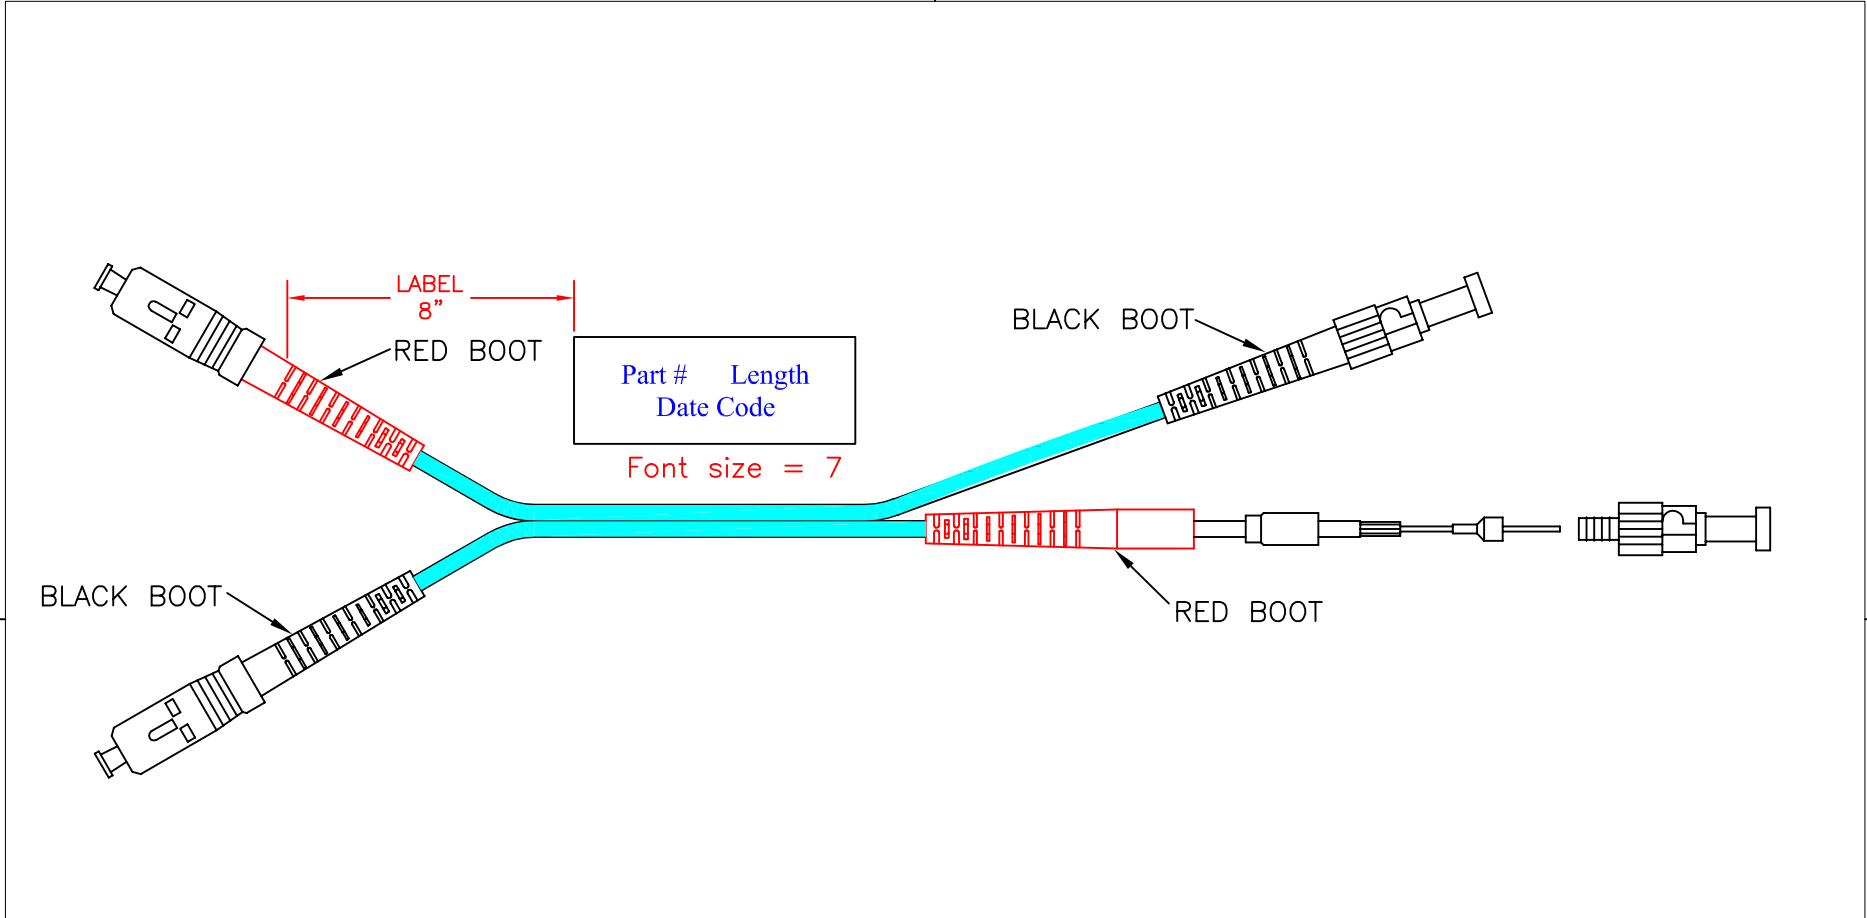 LABEL
8”
RED BOOT
BLACK BOOT
Part # Length
Date Code
Font size = 7
BLACK BOOT
RED BOOT